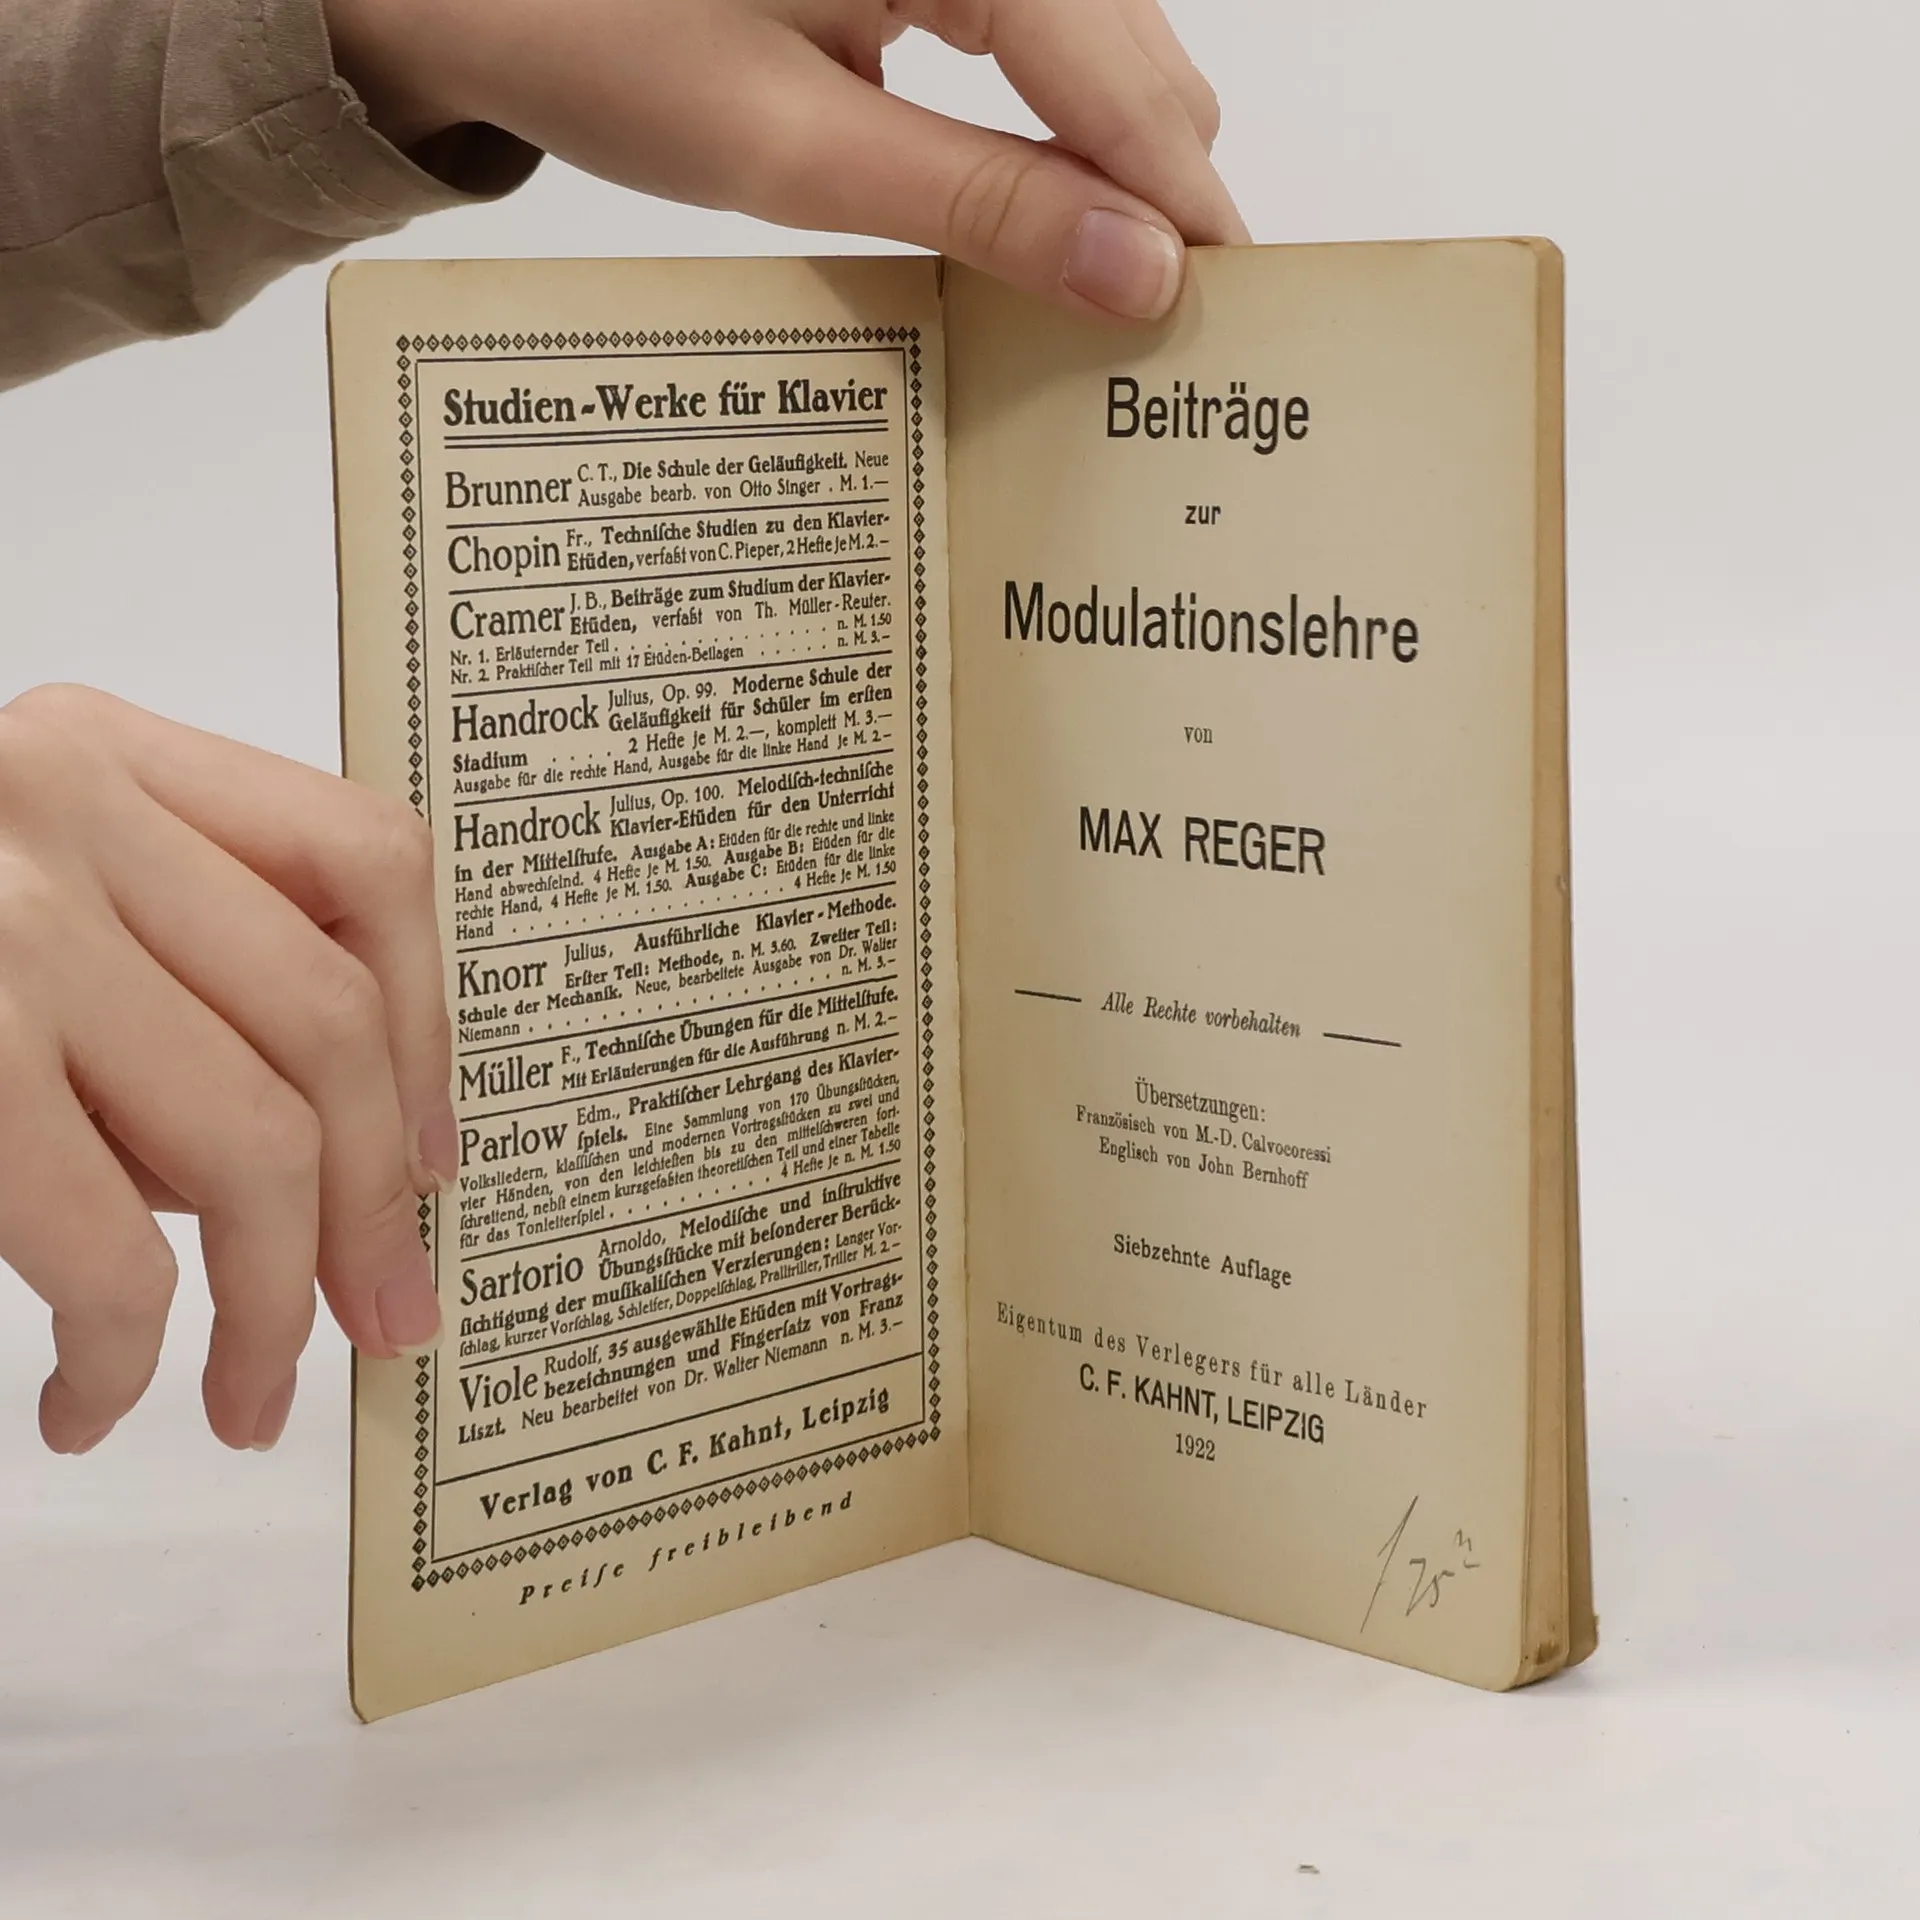 Studien-Werke für Klavier
Brunner C. T., Die Schule der Geläufigkeit. Neue
Ausgabe bearb. von Otto Singer . M. 1.—
Chopin Fr., Techniſche Studien zu den Klavier-
Etüden, verfaßt von C. Pieper, 2 Hefte je M. 2.–
Cramer J. B., Beiträge zum Studium der Klavier-
Etüden, verfaßt von Th. Müller-Reuter.
Nr. 1. Erläuternder Teil . . . . . . . . . . . . n. M. 1.50
Nr. 2. Praktiſcher Teil mit 17 Etüden-Beilagen . . . . . n. M. 3.–
Handrock Julius, Op. 99. Moderne Schule der
Geläufigkeit für Schüler im erſten
Stadium . . . . 2 Hefte je M. 2.—, komplett M. 3.—
Ausgabe für die rechte Hand, Ausgabe für die linke Hand je M. 2–
Handrock Julius, Op. 100. Melodiſch-techniſche
Klavier-Etüden für den Unterricht
in der Mittelſtufe. Ausgabe A: Etüden für die rechte und linke
Hand abwechſelnd. 4 Hefte je M. 1.50. Ausgabe B: Etüden für die
rechte Hand, 4 Hefte je M. 1.50. Ausgabe C: Etüden für die linke
Hand . . . . . . . . . . . . . . . 4 Hefte je M. 1.50
Knorr Julius, Ausführliche Klavier-Methode.
Erſter Teil: Methode, n. M. 3.60. Zweiter Teil:
Schule der Mechanik. Neue, bearbeitete Ausgabe von Dr. Walter
Niemann . . . . . . . . . . . . . . . . n. M. 3.–
Müller F., Techniſche Übungen für die Mittelſtufe.
Mit Erläuterungen für die Ausführung n. M. 2.–
Parlow Edm., Praktiſcher Lehrgang des Klavier-
ſpiels. Eine Sammlung von 170 Übungsſtücken,
Volksliedern, klaſſiſchen und modernen Vortragsſtücken zu zwei und
vier Händen, von den leichteſten bis zu den mittelſchweren fort-
ſchreitend, nebſt einem kurzgefaßten theoretiſchen Teil und einer Tabelle
für das Tonleiterſpiel . . . . . . . . . 4 Hefte je n. M. 1.50
Sartorio Arnoldo, Melodiſche und inſtruktive
Übungsſtücke mit beſonderer Berück-
ſichtigung der muſikaliſchen Verzierungen: Langer Vor-
ſchlag, kurzer Vorſchlag, Schleifer, Doppelſchlag, Pralltriller, Triller M. 2.–
Viole Rudolf, 35 ausgewählte Etüden mit Vortrags-
bezeichnungen und Fingerſatz von Franz
Liszt. Neu bearbeitet von Dr. Walter Niemann n. M. 3.–
Verlag von C. F. Kahnt, Leipzig
Preiſe freibleibend
Beiträge
zur
Modulationslehre
von
MAX REGER
Alle Rechte vorbehalten
Übersetzungen:
Französisch von M.-D. Calvocoressi
Englisch von John Bernhoff
Siebzehnte Auflage
Eigentum des Verlegers für alle Länder
C. F. KAHNT, LEIPZIG
1922